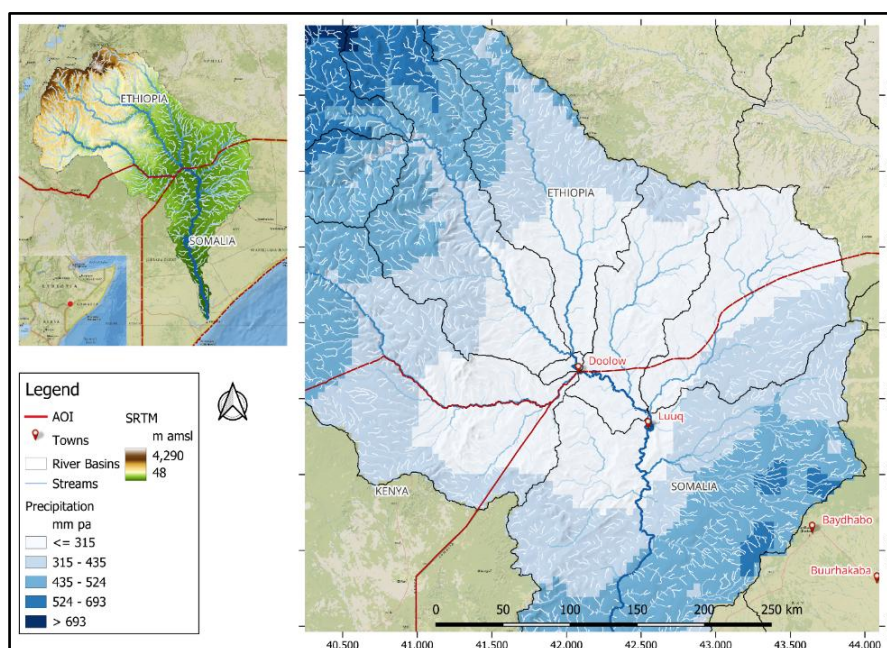 ETHIOPIA
SOMALIA
ETHIOPIA
Doolow
Luuq
SOMALIA
KENYA
Baydhabo
Buurhakaba
Legend
AOI
Towns
River Basins
Streams
SRTM
m amsl
4,290
48
Precipitation
mm pa
<= 315
315 - 435
435 - 524
524 - 693
> 693
0 50 100 150 200 250 km
40.500 41.000 41.500 42.000 42.500 43.000 43.500 44.000